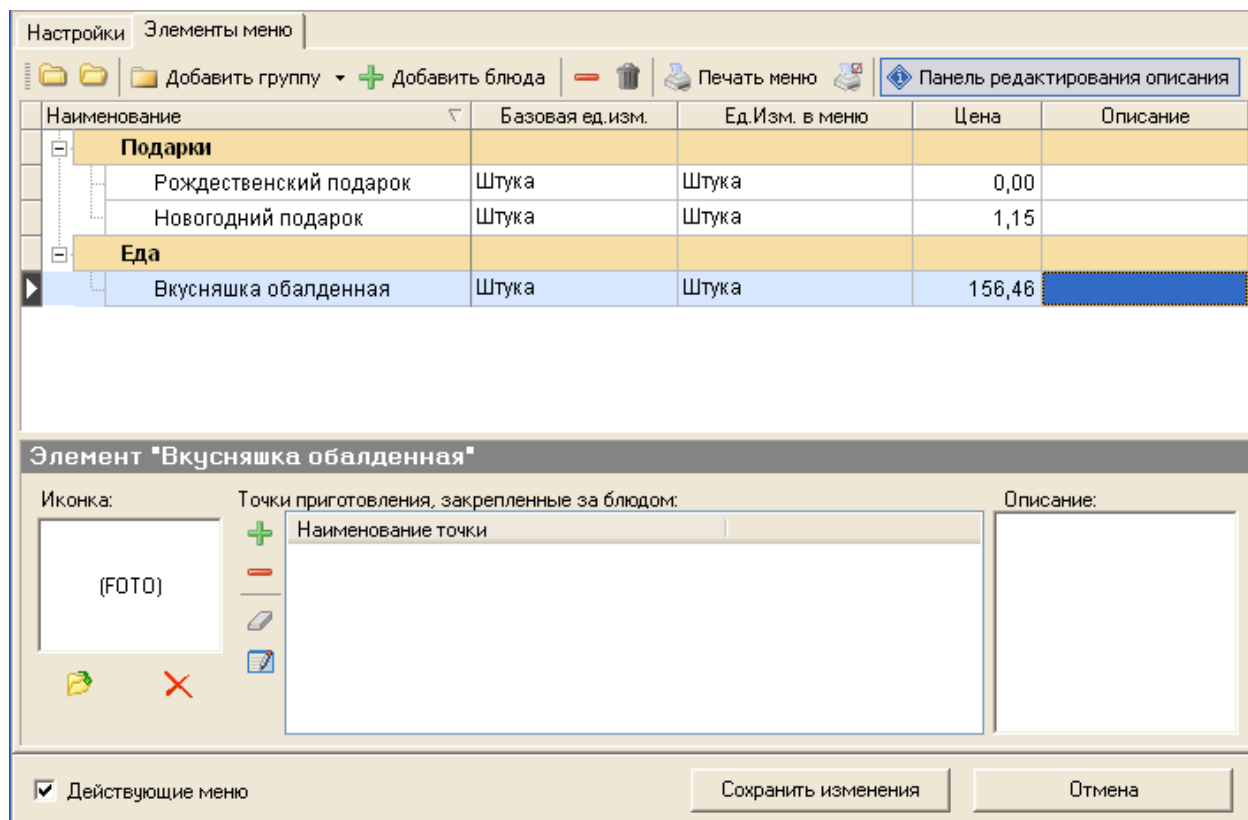 Настройки Элементы меню
Добавить группу Добавить блюда Печать меню Панель редактирования описания
Наименование Базовая ед.изм. Ед.Изм. в меню Цена Описание
Подарки
Рождественский подарок Штука Штука 0,00
Новогодний подарок Штука Штука 1,15
Еда
Вкусняшка обалденная Штука Штука 156,46
Элемент "Вкусняшка обалденная"
Иконка: Точки приготовления, закрепленные за блюдом: Описание:
Наименование точки
(FOTO)
Действующие меню Сохранить изменения Отмена